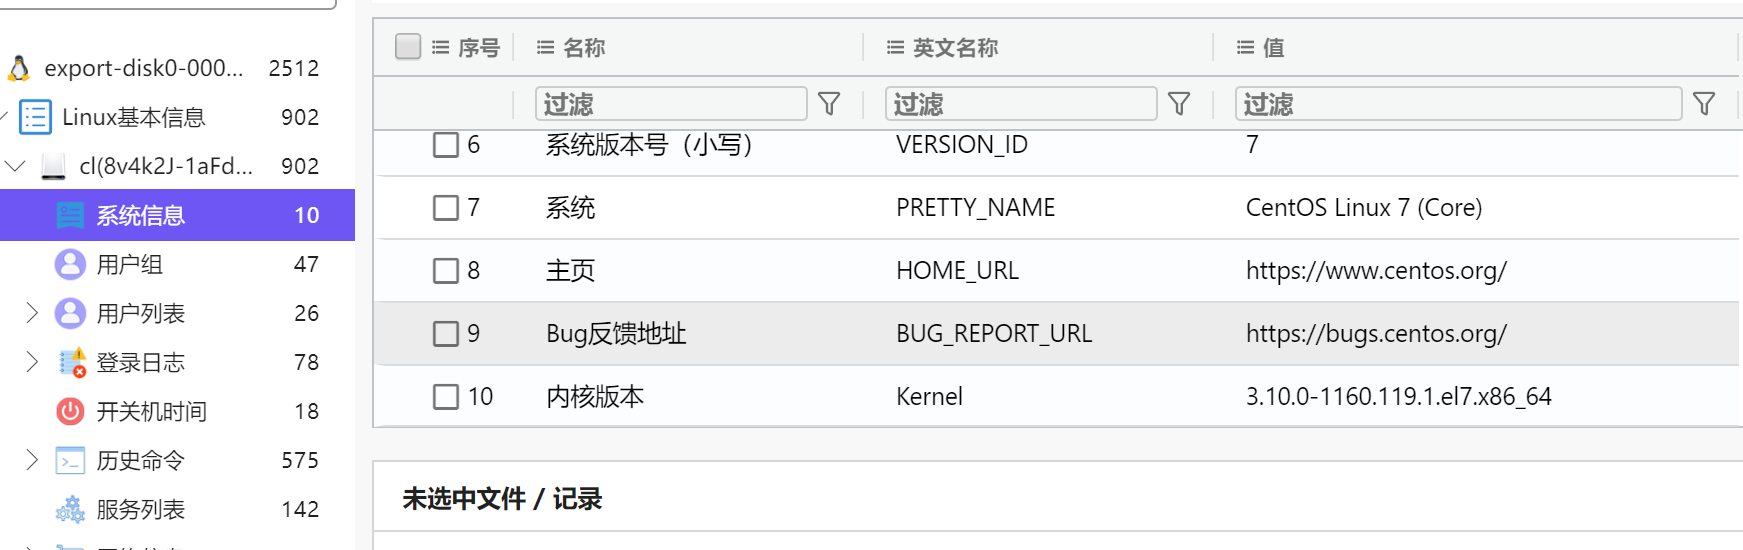 export-disk0-000... 2512
Linux基本信息 902
cl(8v4k2J-1aFd... 902
系统信息 10
用户组 47
用户列表 26
登录日志 78
开关机时间 18
历史命令 575
服务列表 142
序号 名称 英文名称 值
过滤 过滤 过滤
6 系统版本号（小写） VERSION_ID 7
7 系统 PRETTY_NAME CentOS Linux 7 (Core)
8 主页 HOME_URL https://www.centos.org/
9 Bug反馈地址 BUG_REPORT_URL https://bugs.centos.org/
10 内核版本 Kernel 3.10.0-1160.119.1.el7.x86_64
未选中文件 / 记录